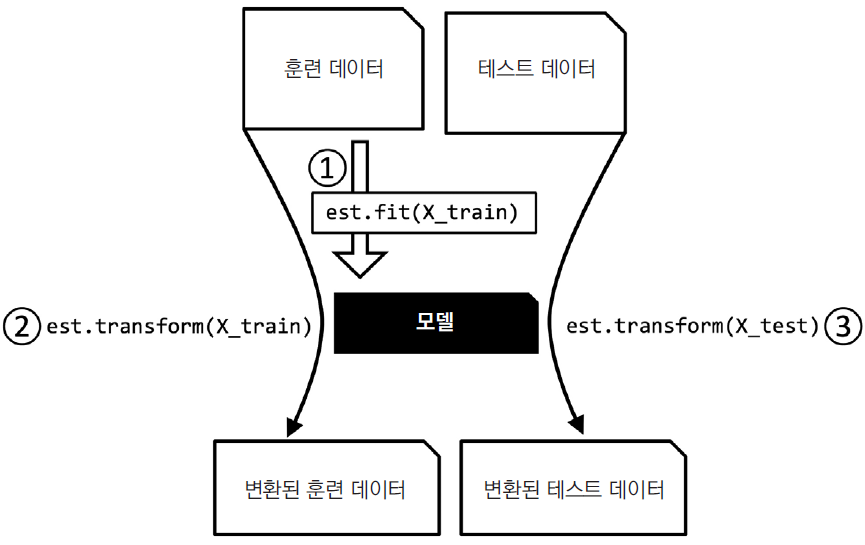 훈련 데이터
테스트 데이터
①
est.fit(X_train)
② est.transform(X_train)
모델
est.transform(X_test) ③
변환된 훈련 데이터
변환된 테스트 데이터